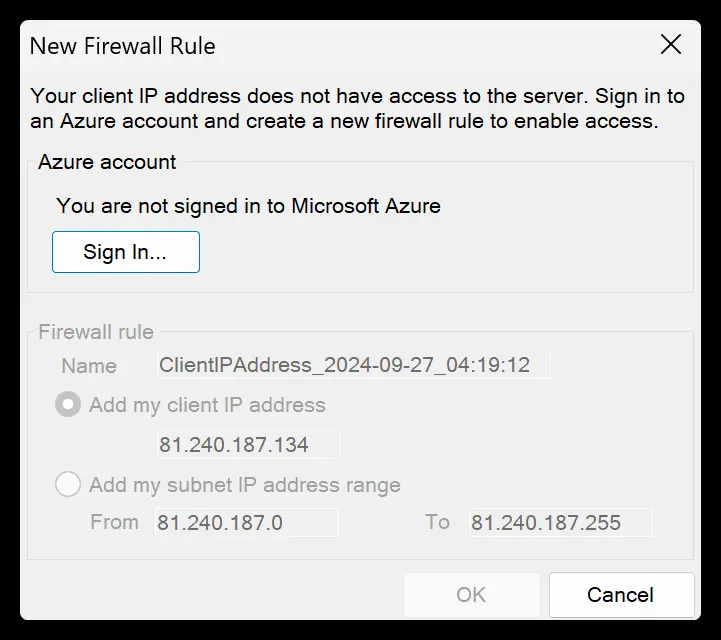 New Firewall Rule
Your client IP address does not have access to the server. Sign in to
an Azure account and create a new firewall rule to enable access.
Azure account
You are not signed in to Microsoft Azure
Sign In...
Firewall rule
Name ClientIPAddress_2024-09-27_04:19:12
Add my client IP address
81.240.187.134
Add my subnet IP address range
From 81.240.187.0 To 81.240.187.255
OK Cancel